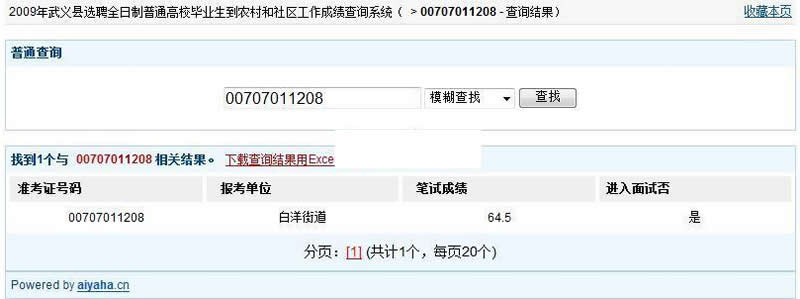 2009年武义县选聘全日制普通高校毕业生到农村和社区工作成绩查询系统（ > 00707011208 - 查询结果） 收藏本页
普通查询
00707011208 模糊查找 查找
找到1个与 00707011208 相关结果。 下载查询结果用Exce
准考证号码 报考单位 笔试成绩 进入面试否
00707011208 白洋街道 64.5 是
分页：[1] (共计1个，每页20个)
Powered by aiyaha.cn